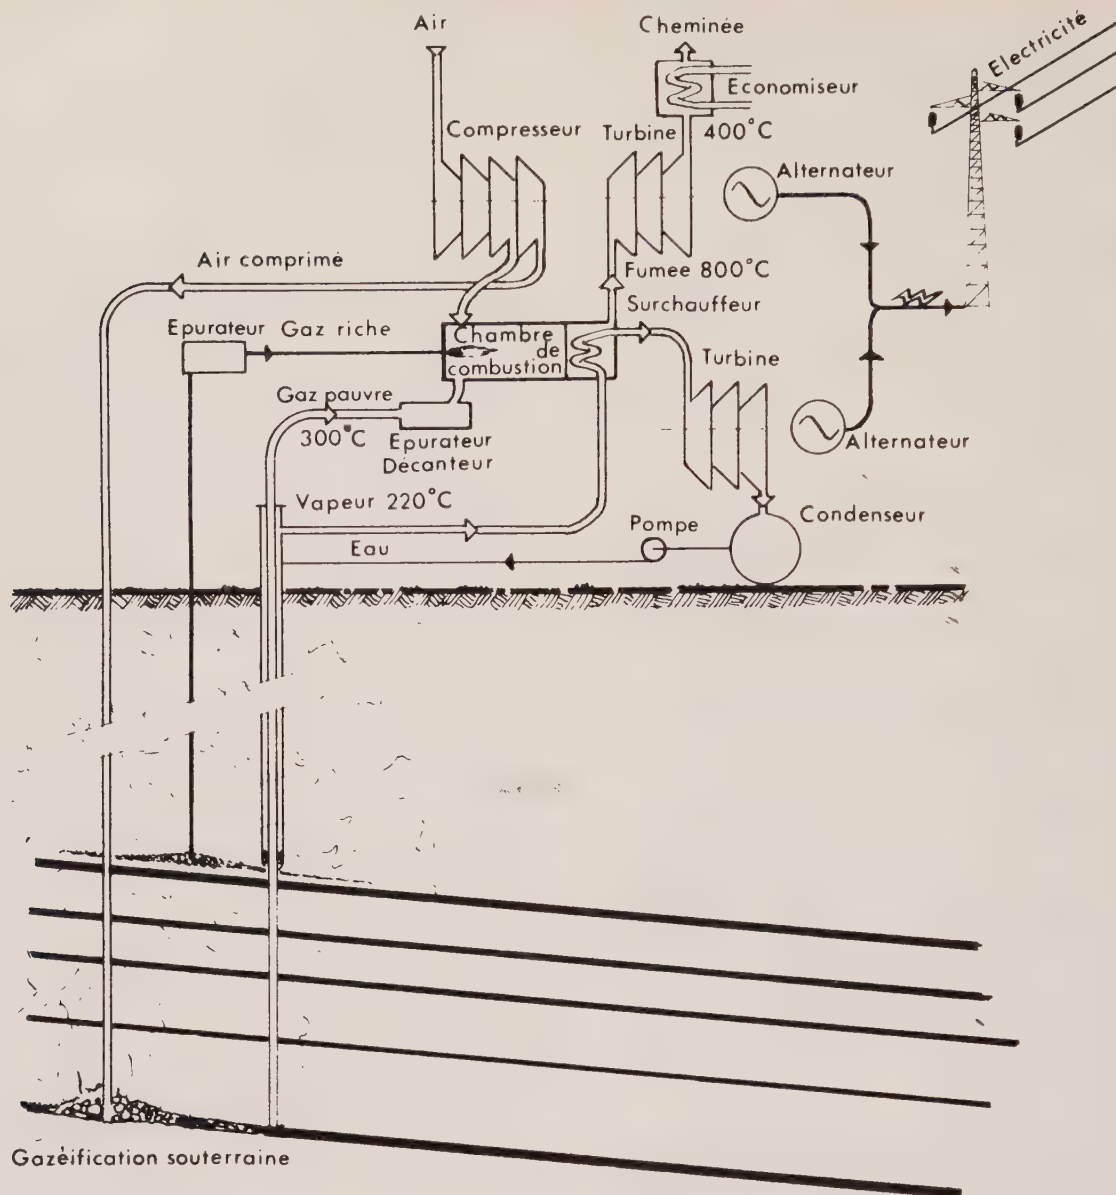 Air
Cheminée
Electricité
Economiseur
Compresseur
Turbine
400°C
Alternateur
Air comprimé
Fumée 800°C
Surchauffeur
Epurateur
Gaz riche
Chambre
de
combustion
Turbine
Gaz pauvre
300°C
Epurateur
Décanteur
Alternateur
Vapeur 220°C
Pompe
Condenseur
Eau
Gazéification souterraine